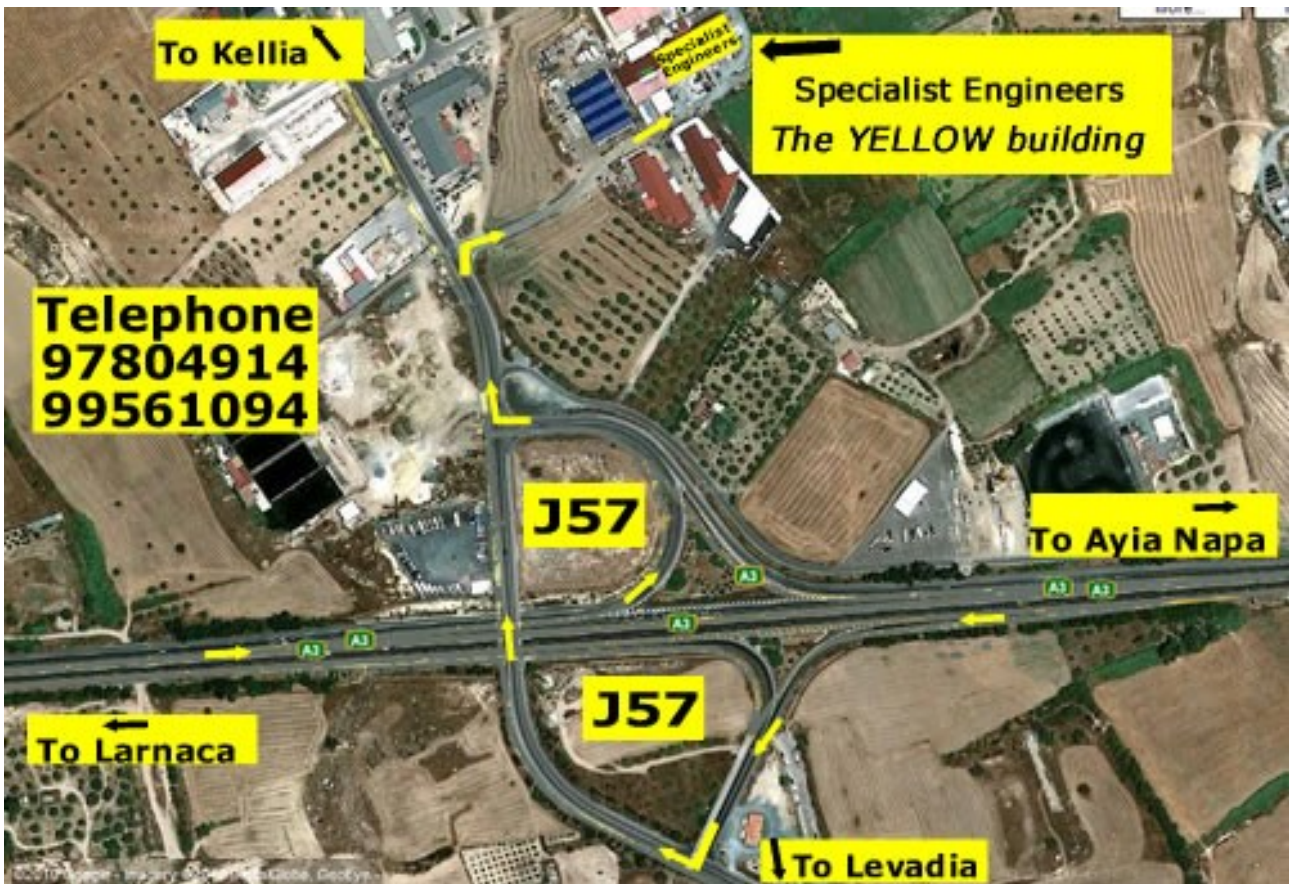 To Kellia
Specialist
Engineers
Specialist Engineers
The YELLOW building
Telephone
97804914
99561094
J57
To Ayia Napa
A3
A3
A3
A3
A3
A3
J57
To Larnaca
To Levadia